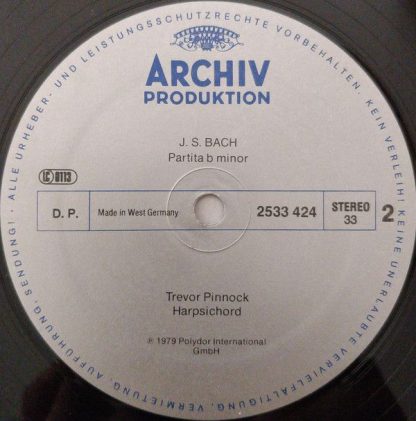 · ALLE URHEBER- UND LEISTUNGSSCHUTZRECHTE VORBEHALTEN. KEIN VERLEIH! KEINE UNERLAUBTE VERVIELFÄLTIGUNG, VERMIETUNG, AUFFÜHRUNG, SENDUNG!
ARCHIV
PRODUKTION
J. S. BACH
Partita b minor
LC 0113
D. P.
Made in West Germany
2533 424
STEREO
33
2
Trevor Pinnock
Harpsichord
℗ 1979 Polydor International
GmbH